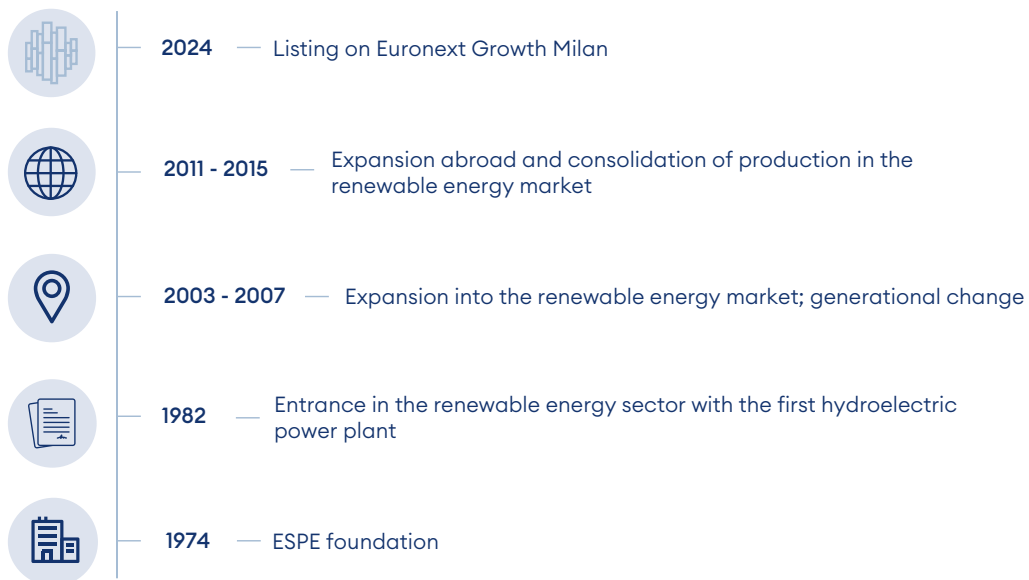 2024 Listing on Euronext Growth Milan
2011 - 2015 Expansion abroad and consolidation of production in the
renewable energy market
2003 - 2007 Expansion into the renewable energy market; generational change
1982 Entrance in the renewable energy sector with the first hydroelectric
power plant
1974 ESPE foundation